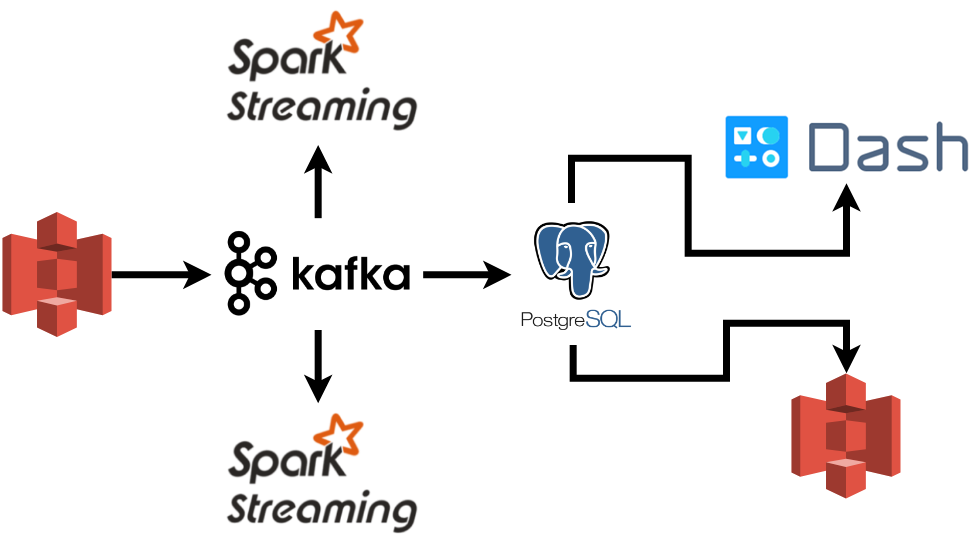 Spark
Streaming
Dash
kafka
PostgreSQL
Spark
Streaming